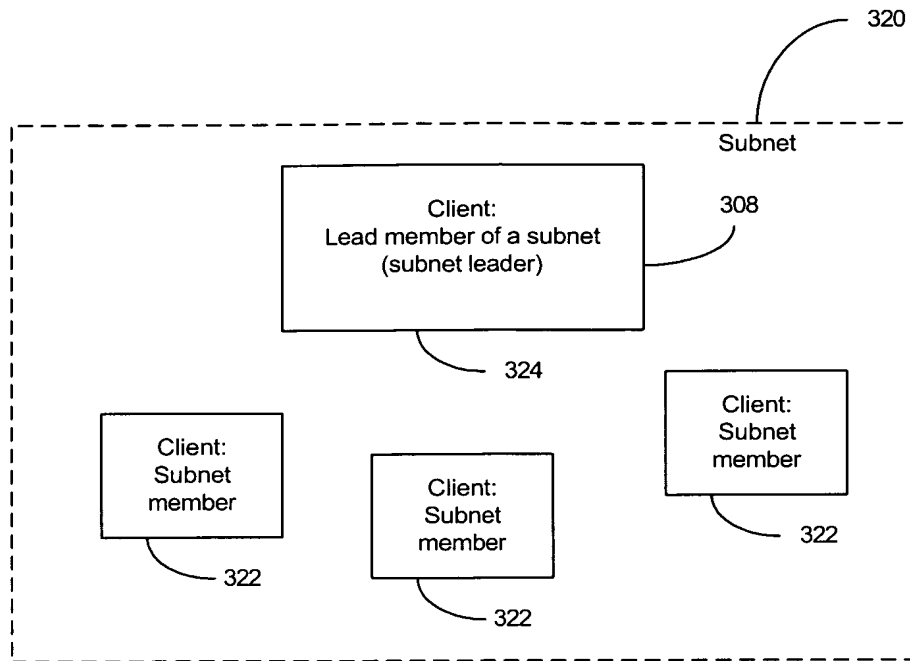 320
Subnet
Client:
Lead member of a subnet
(subnet leader)
308
324
Client:
Subnet
member
322
Client:
Subnet
member
322
Client:
Subnet
member
322